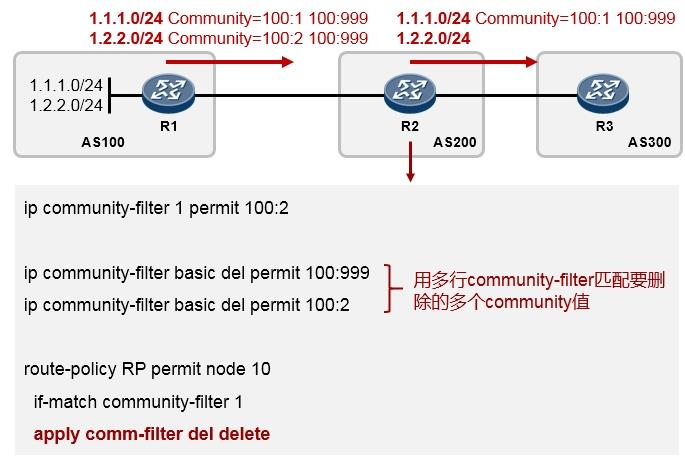 1.1.1.0/24 Community=100:1 100:999
1.2.2.0/24 Community=100:2 100:999
1.1.1.0/24 Community=100:1 100:999
1.2.2.0/24
1.1.1.0/24
1.2.2.0/24
R1
AS100
R2
AS200
R3
AS300
ip community-filter 1 permit 100:2
ip community-filter basic del permit 100:999
ip community-filter basic del permit 100:2
用多行community-filter匹配要删
除的多个community值
route-policy RP permit node 10
if-match community-filter 1
apply comm-filter del delete